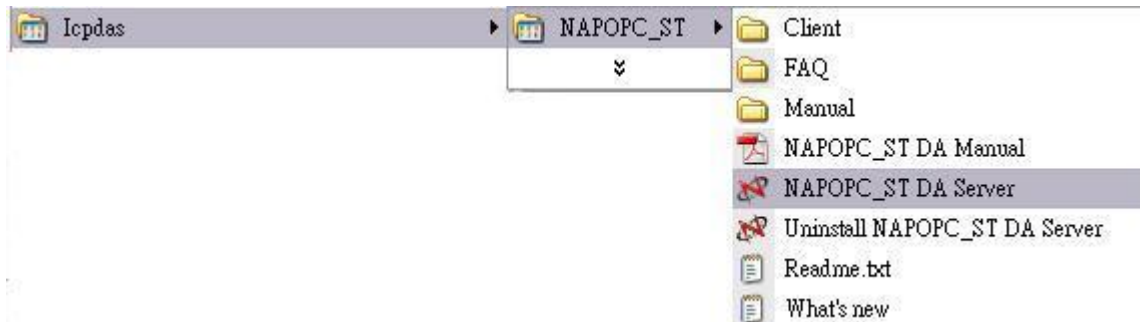 Icpdas
NAPOPC_ST
Client
FAQ
Manual
NAPOPC_ST DA Manual
NAPOPC_ST DA Server
Uninstall NAPOPC_ST DA Server
Readme.txt
What's new